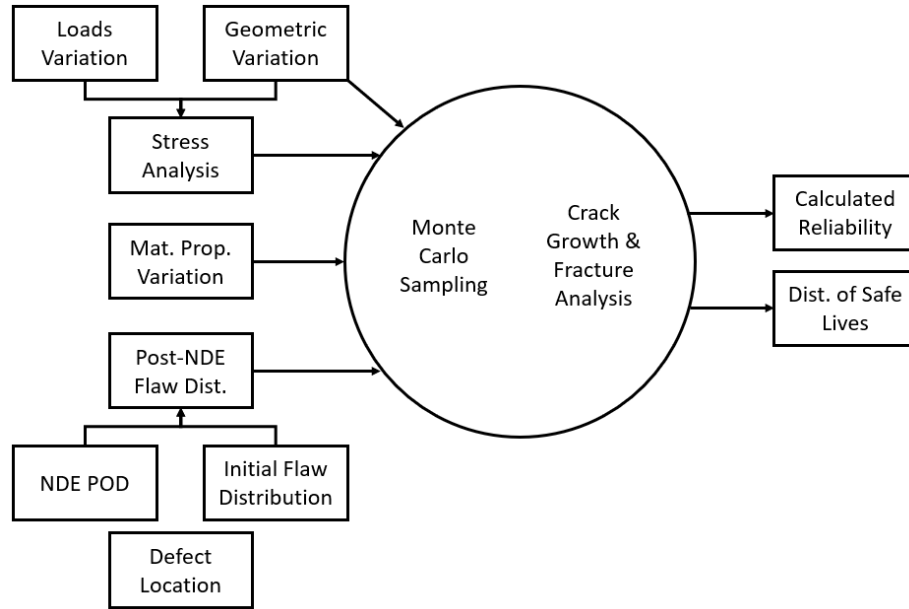 Loads
Variation
Geometric
Variation
Stress
Analysis
Mat. Prop.
Variation
Post-NDE
Flaw Dist.
NDE POD
Initial Flaw
Distribution
Defect
Location
Monte
Carlo
Sampling
Crack
Growth &
Fracture
Analysis
Calculated
Reliability
Dist. of Safe
Lives